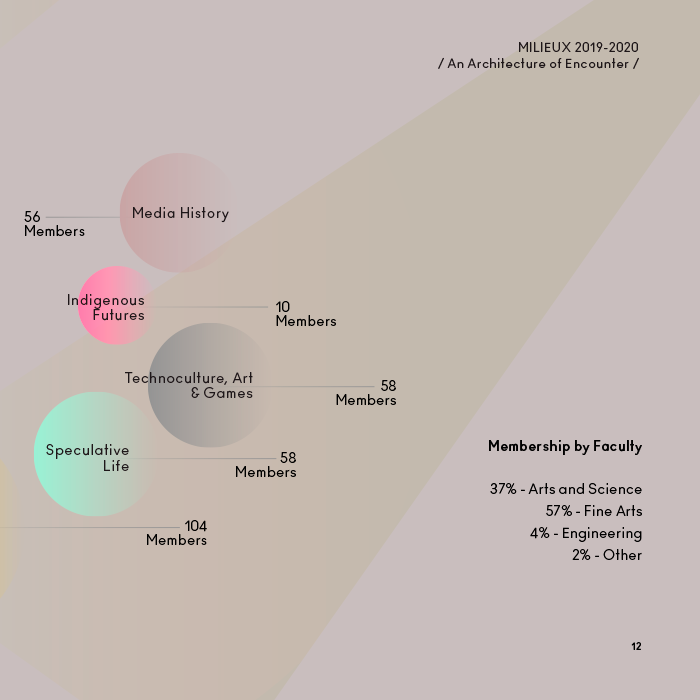 MILIEUX 2019-2020
/ An Architecture of Encounter /
Media History
56
Members
Indigenous
Futures
10
Members
Technoculture, Art
& Games
58
Members
Speculative
Life
58
Members
104
Members
Membership by Faculty
37% - Arts and Science
57% - Fine Arts
4% - Engineering
2% - Other
12